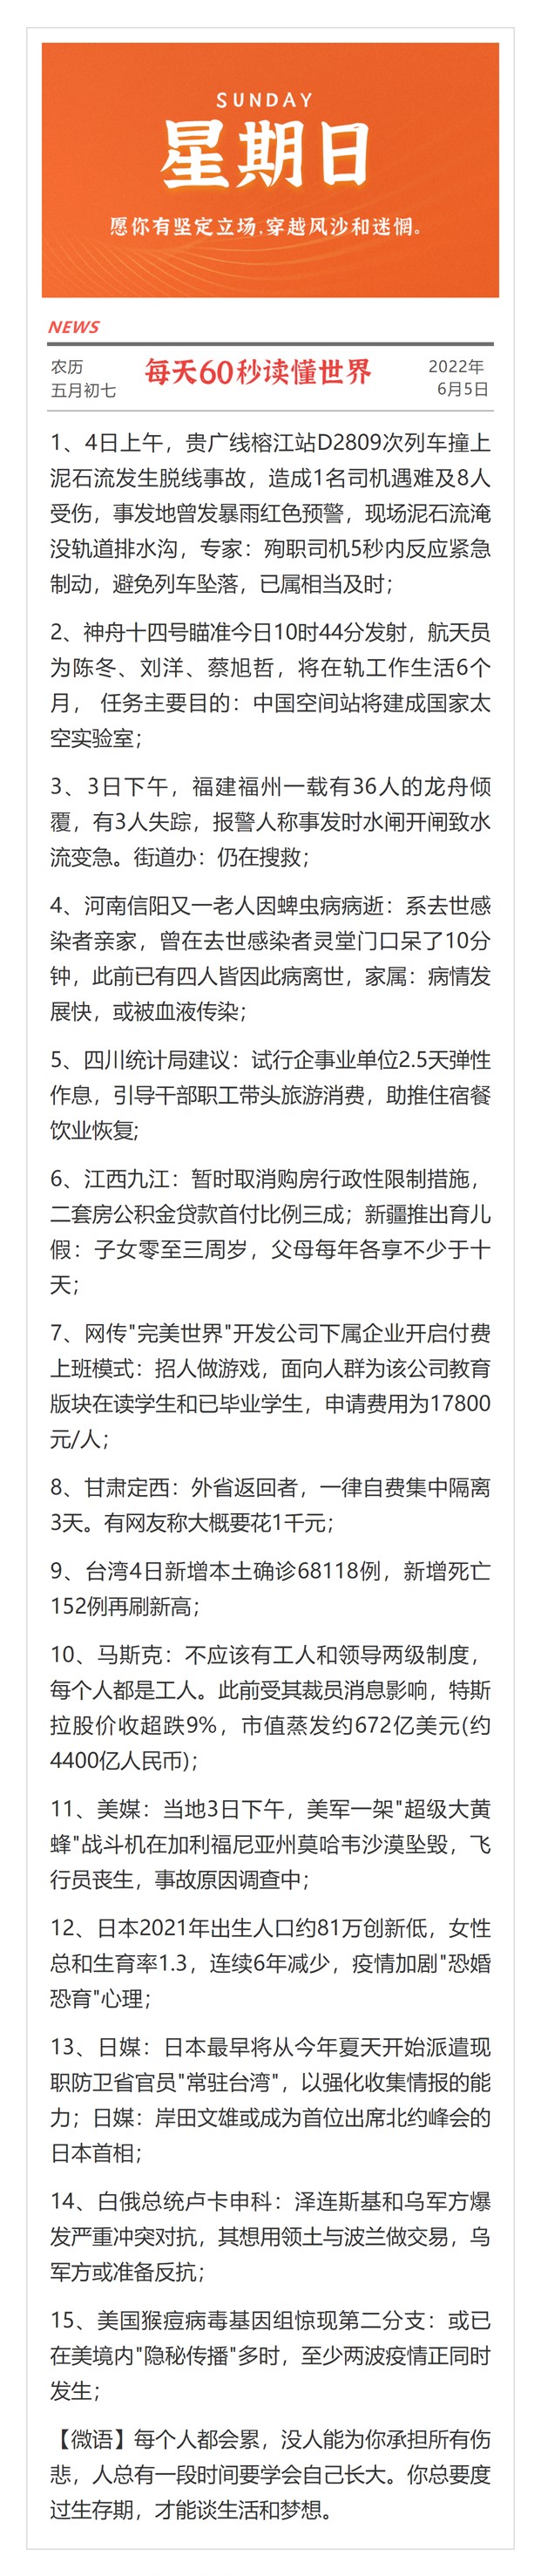 SUNDAY
星期日
愿你有坚定立场,穿越风沙和迷惘。
NEWS
农历
五月初七
每天60秒读懂世界
2022年
6月5日
1、4日上午，贵广线榕江站D2809次列车撞上
泥石流发生脱线事故，造成1名司机遇难及8人
受伤，事发地曾发暴雨红色预警，现场泥石流淹
没轨道排水沟，专家：殉职司机5秒内反应紧急
制动，避免列车坠落，已属相当及时；
2、神舟十四号瞄准今日10时44分发射，航天员
为陈冬、刘洋、蔡旭哲，将在轨工作生活6个
月， 任务主要目的：中国空间站将建成国家太
空实验室；
3、3日下午，福建福州一载有36人的龙舟倾
覆，有3人失踪，报警人称事发时水闸开闸致水
流变急。街道办：仍在搜救；
4、河南信阳又一老人因蜱虫病病逝：系去世感
染者亲家，曾在去世感染者灵堂门口呆了10分
钟，此前已有四人皆因此病离世，家属：病情发
展快，或被血液传染；
5、四川统计局建议：试行企事业单位2.5天弹性
作息，引导干部职工带头旅游消费，助推住宿餐
饮业恢复;
6、江西九江：暂时取消购房行政性限制措施，
二套房公积金贷款首付比例三成；新疆推出育儿
假：子女零至三周岁，父母每年各享不少于十
天；
7、网传"完美世界"开发公司下属企业开启付费
上班模式：招人做游戏，面向人群为该公司教育
版块在读学生和已毕业学生，申请费用为17800
元/人；
8、甘肃定西：外省返回者，一律自费集中隔离
3天。有网友称大概要花1千元；
9、台湾4日新增本土确诊68118例，新增死亡
152例再刷新高；
10、马斯克：不应该有工人和领导两级制度，
每个人都是工人。此前受其裁员消息影响，特斯
拉股价收超跌9%，市值蒸发约672亿美元(约
4400亿人民币)；
11、美媒：当地3日下午，美军一架"超级大黄
蜂"战斗机在加利福尼亚州莫哈韦沙漠坠毁，飞
行员丧生，事故原因调查中；
12、日本2021年出生人口约81万创新低，女性
总和生育率1.3，连续6年减少，疫情加剧"恐婚
恐育"心理；
13、日媒：日本最早将从今年夏天开始派遣现
职防卫省官员"常驻台湾"，以强化收集情报的能
力；日媒：岸田文雄或成为首位出席北约峰会的
日本首相；
14、白俄总统卢卡申科：泽连斯基和乌军方爆
发严重冲突对抗，其想用领土与波兰做交易，乌
军方或准备反抗；
15、美国猴痘病毒基因组惊现第二分支：或已
在美境内"隐秘传播"多时，至少两波疫情正同时
发生；
【微语】每个人都会累，没人能为你承担所有伤
悲，人总有一段时间要学会自己长大。你总要度
过生存期，才能谈生活和梦想。